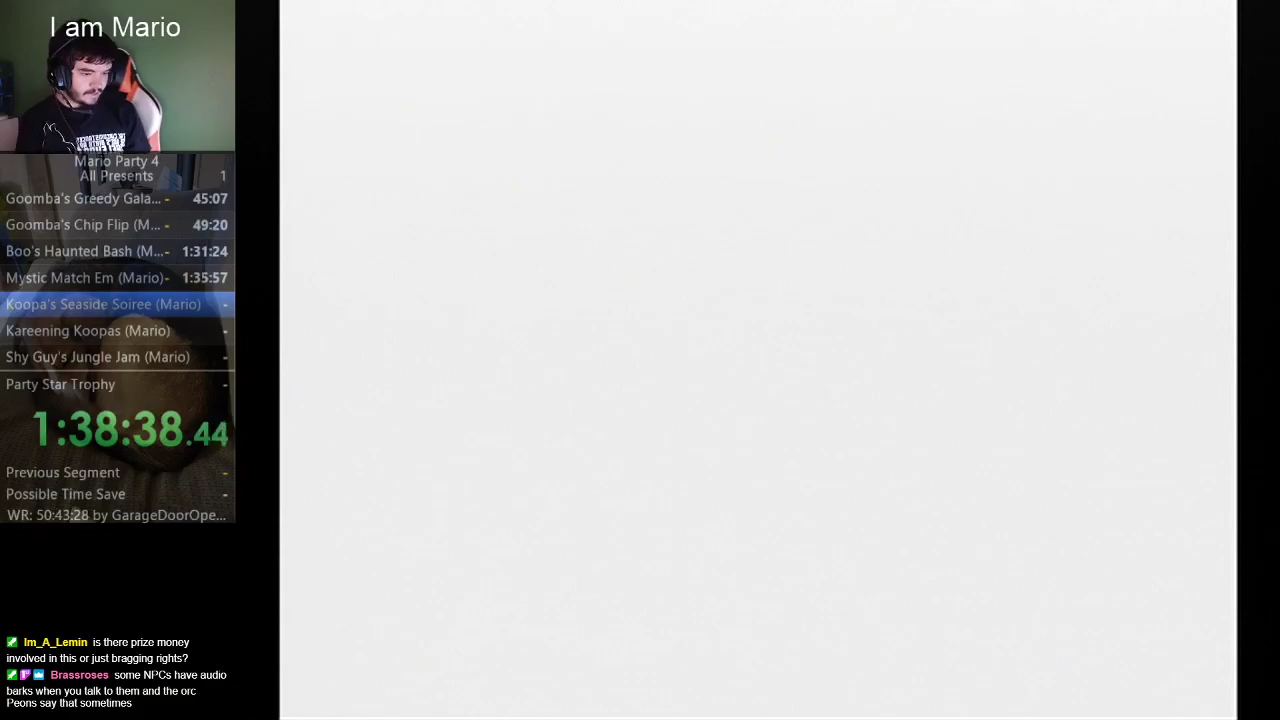 I am Mario
Mario Party 4
All Presents 1
Goomba's Greedy Gala... - 45:07
Goomba's Chip Flip (M... - 49:20
Boo's Haunted Bash (M... - 1:31:24
Mystic Match Em (Mario) - 1:35:57
Koopa's Seaside Soiree (Mario) -
Kareening Koopas (Mario) -
Shy Guy's Jungle Jam (Mario) -
Party Star Trophy -
1:38:38.44
Previous Segment -
Possible Time Save -
WR: 50:43:28 by GarageDoorOpe...
Im_A_Lemin is there prize money
involved in this or just bragging rights?
Brassroses some NPCs have audio
barks when you talk to them and the orc
Peons say that sometimes